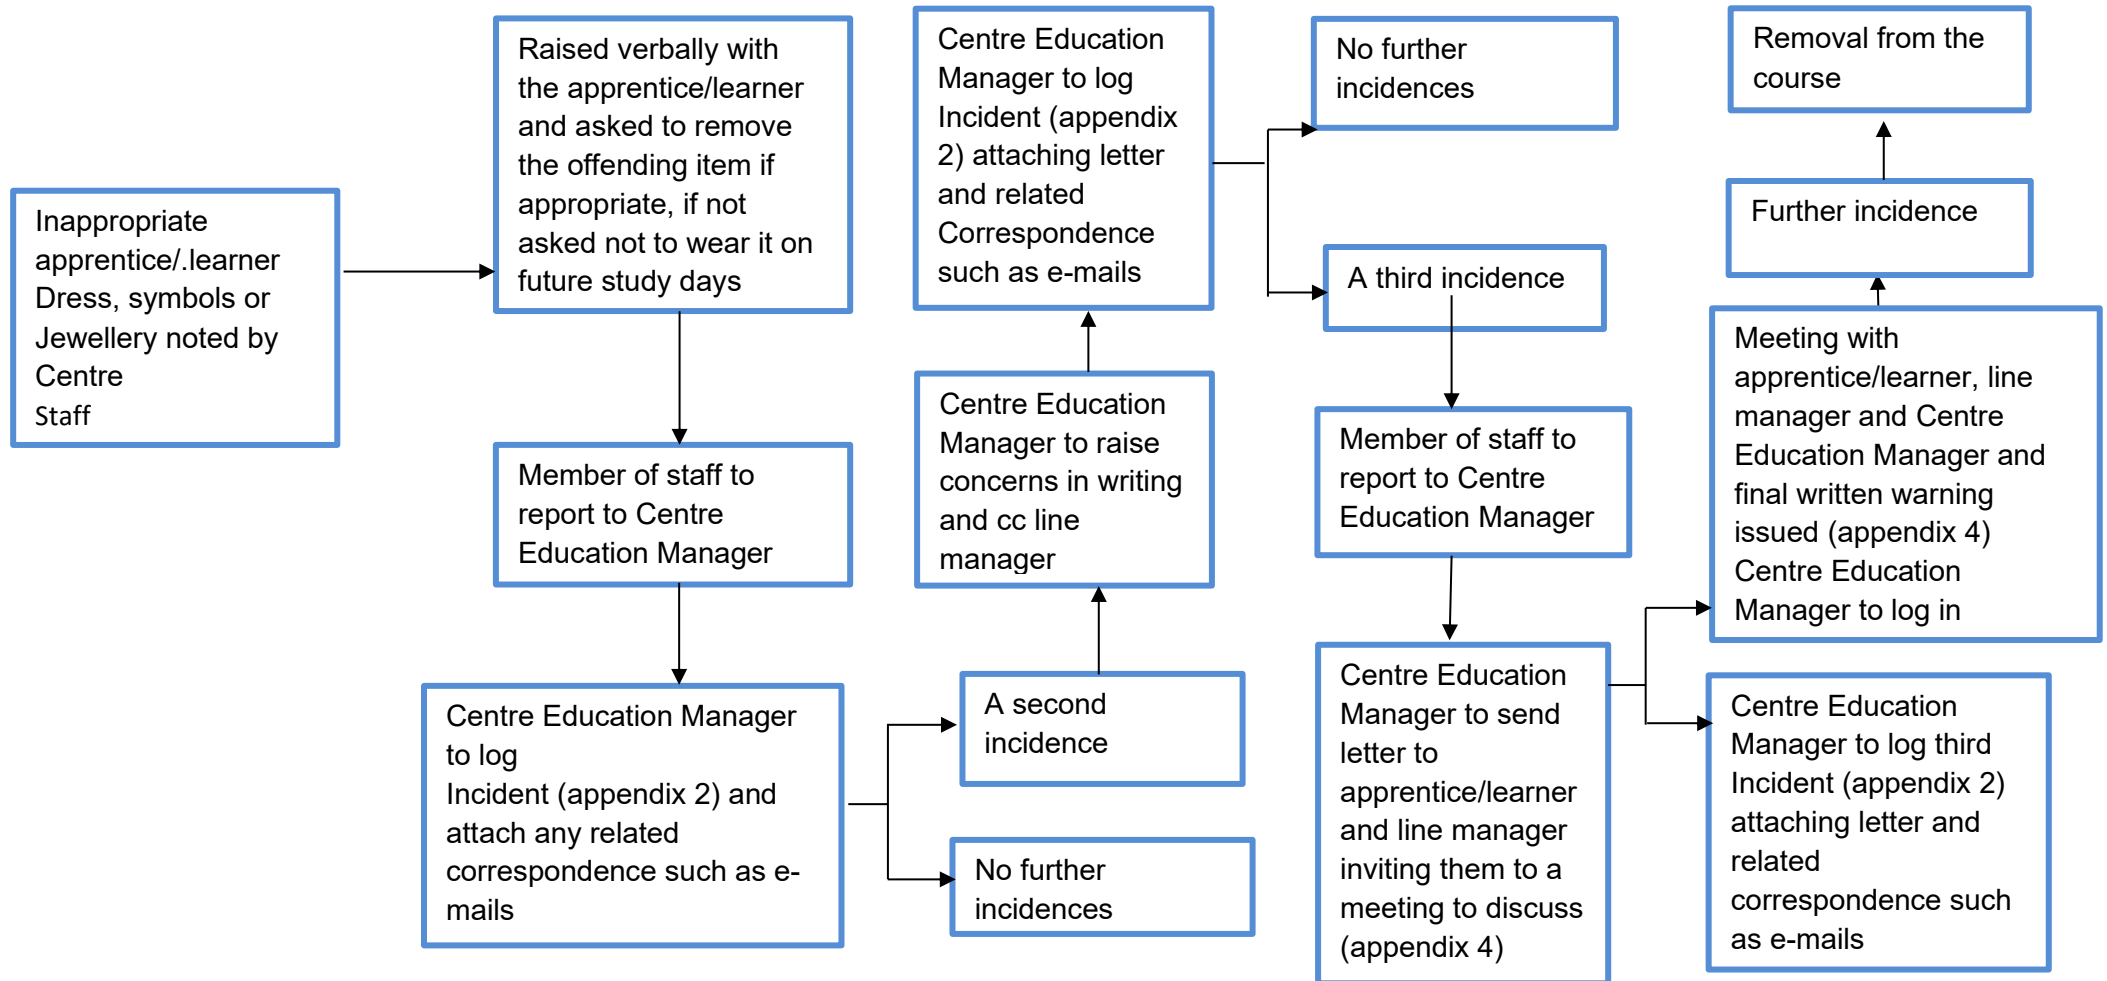 Inappropriate
apprentice/.learner
Dress, symbols or
Jewellery noted by
Centre
Staff
Raised verbally with
the apprentice/learner
and asked to remove
the offending item if
appropriate, if not
asked not to wear it on
future study days
Member of staff to
report to Centre
Education Manager
Centre Education Manager
to log
Incident (appendix 2) and
attach any related
correspondence such as e-
mails
A second
incidence
No further
incidences
Centre Education
Manager to raise
concerns in writing
and cc line
manager
Centre Education
Manager to log
Incident (appendix
2) attaching letter
and related
Correspondence
such as e-mails
No further
incidences
A third incidence
Member of staff to
report to Centre
Education Manager
Centre Education
Manager to send
letter to
apprentice/learner
and line manager
inviting them to a
meeting to discuss
(appendix 4)
Meeting with
apprentice/learner, line
manager and Centre
Education Manager and
final written warning
issued (appendix 4)
Centre Education
Manager to log in
Centre Education
Manager to log third
Incident (appendix 2)
attaching letter and
related
correspondence such
as e-mails
Further incidence
Removal from the
course